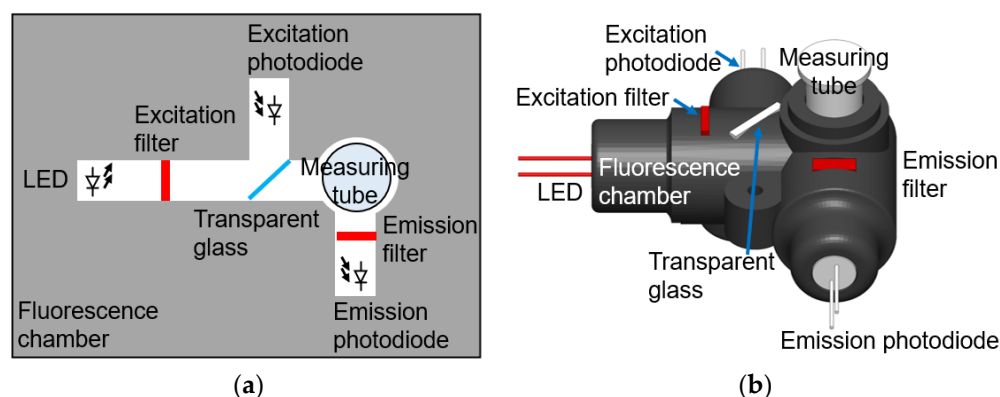 Excitation
photodiode
Excitation
filter
LED
Measuring
tube
Transparent
glass
Emission
filter
Fluorescence
chamber
Emission
photodiode
(a)
Excitation
photodiode
Measuring
tube
Excitation filter
Fluorescence
chamber
LED
Emission
filter
Transparent
glass
Emission photodiode
(b)